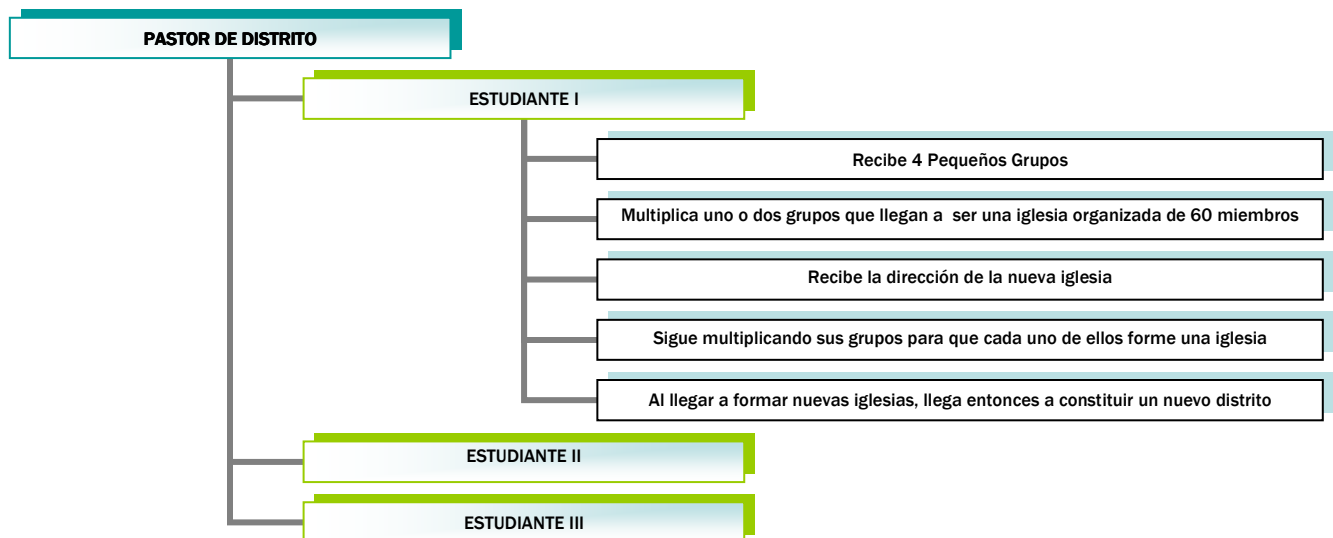 PASTOR DE DISTRITO
ESTUDIANTE I
Recibe 4 Pequeños Grupos
Multiplica uno o dos grupos que llegan a ser una iglesia organizada de 60 miembros
Recibe la dirección de la nueva iglesia
Sigue multiplicando sus grupos para que cada uno de ellos forme una iglesia
Al llegar a formar nuevas iglesias, llega entonces a constituir un nuevo distrito
ESTUDIANTE II
ESTUDIANTE III